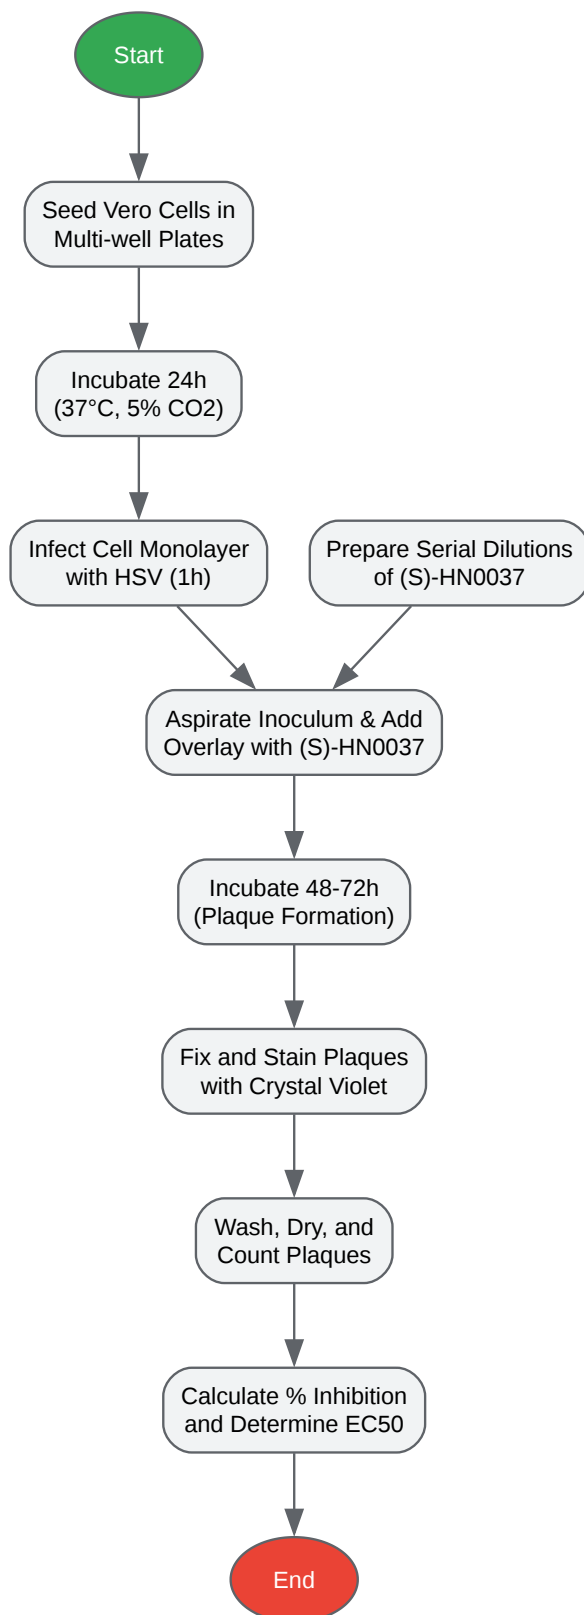 Start
Seed Vero Cells in
Multi-well Plates
Incubate 24h
(37°C, 5% CO2)
Infect Cell Monolayer
with HSV (1h)
Prepare Serial Dilutions
of (S)-HN0037
Aspirate Inoculum & Add
Overlay with (S)-HN0037
Incubate 48-72h
(Plaque Formation)
Fix and Stain Plaques
with Crystal Violet
Wash, Dry, and
Count Plaques
Calculate % Inhibition
and Determine EC50
End